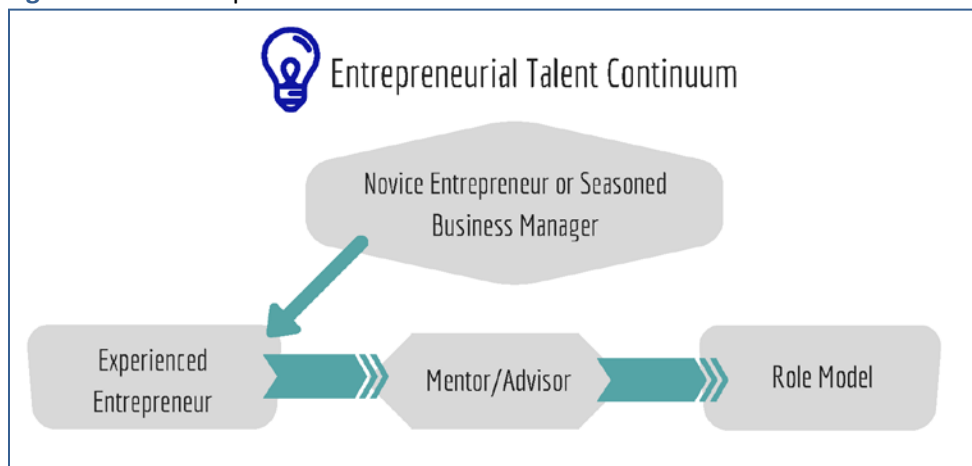 Entrepreneurial Talent Continuum
Novice Entrepreneur or Seasoned
Business Manager
Experienced
Entrepreneur
Mentor/Advisor
Role Model